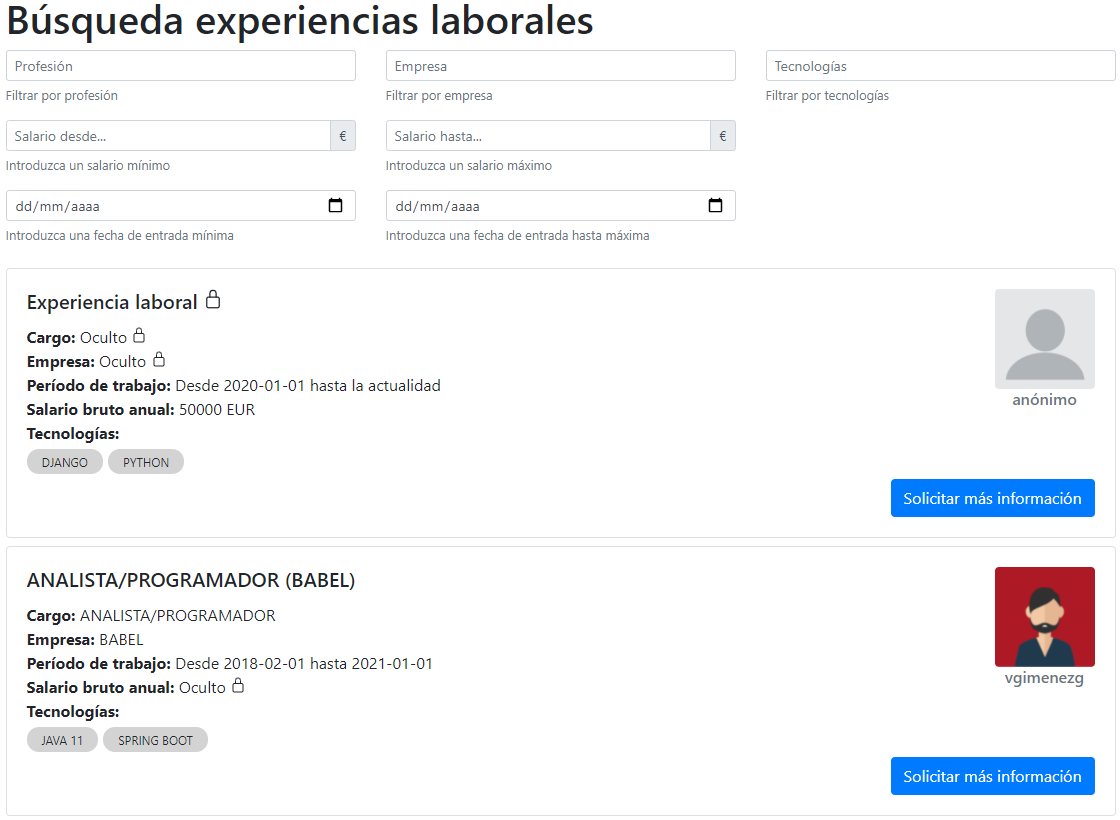 Búsqueda experiencias laborales
Profesión
Empresa
Tecnologías
Filtrar por profesión
Filtrar por empresa
Filtrar por tecnologías
Salario desde...
€
Salario hasta...
€
Introduzca un salario mínimo
Introduzca un salario máximo
dd/mm/aaaa
dd/mm/aaaa
Introduzca una fecha de entrada mínima
Introduzca una fecha de entrada hasta máxima
Experiencia laboral
Cargo: Oculto
Empresa: Oculto
Período de trabajo: Desde 2020-01-01 hasta la actualidad
Salario bruto anual: 50000 EUR
Tecnologías:
DJANGO
PYTHON
anónimo
Solicitar más información
ANALISTA/PROGRAMADOR (BABEL)
Cargo: ANALISTA/PROGRAMADOR
Empresa: BABEL
Período de trabajo: Desde 2018-02-01 hasta 2021-01-01
Salario bruto anual: Oculto
Tecnologías:
JAVA 11
SPRING BOOT
vgimenezg
Solicitar más información